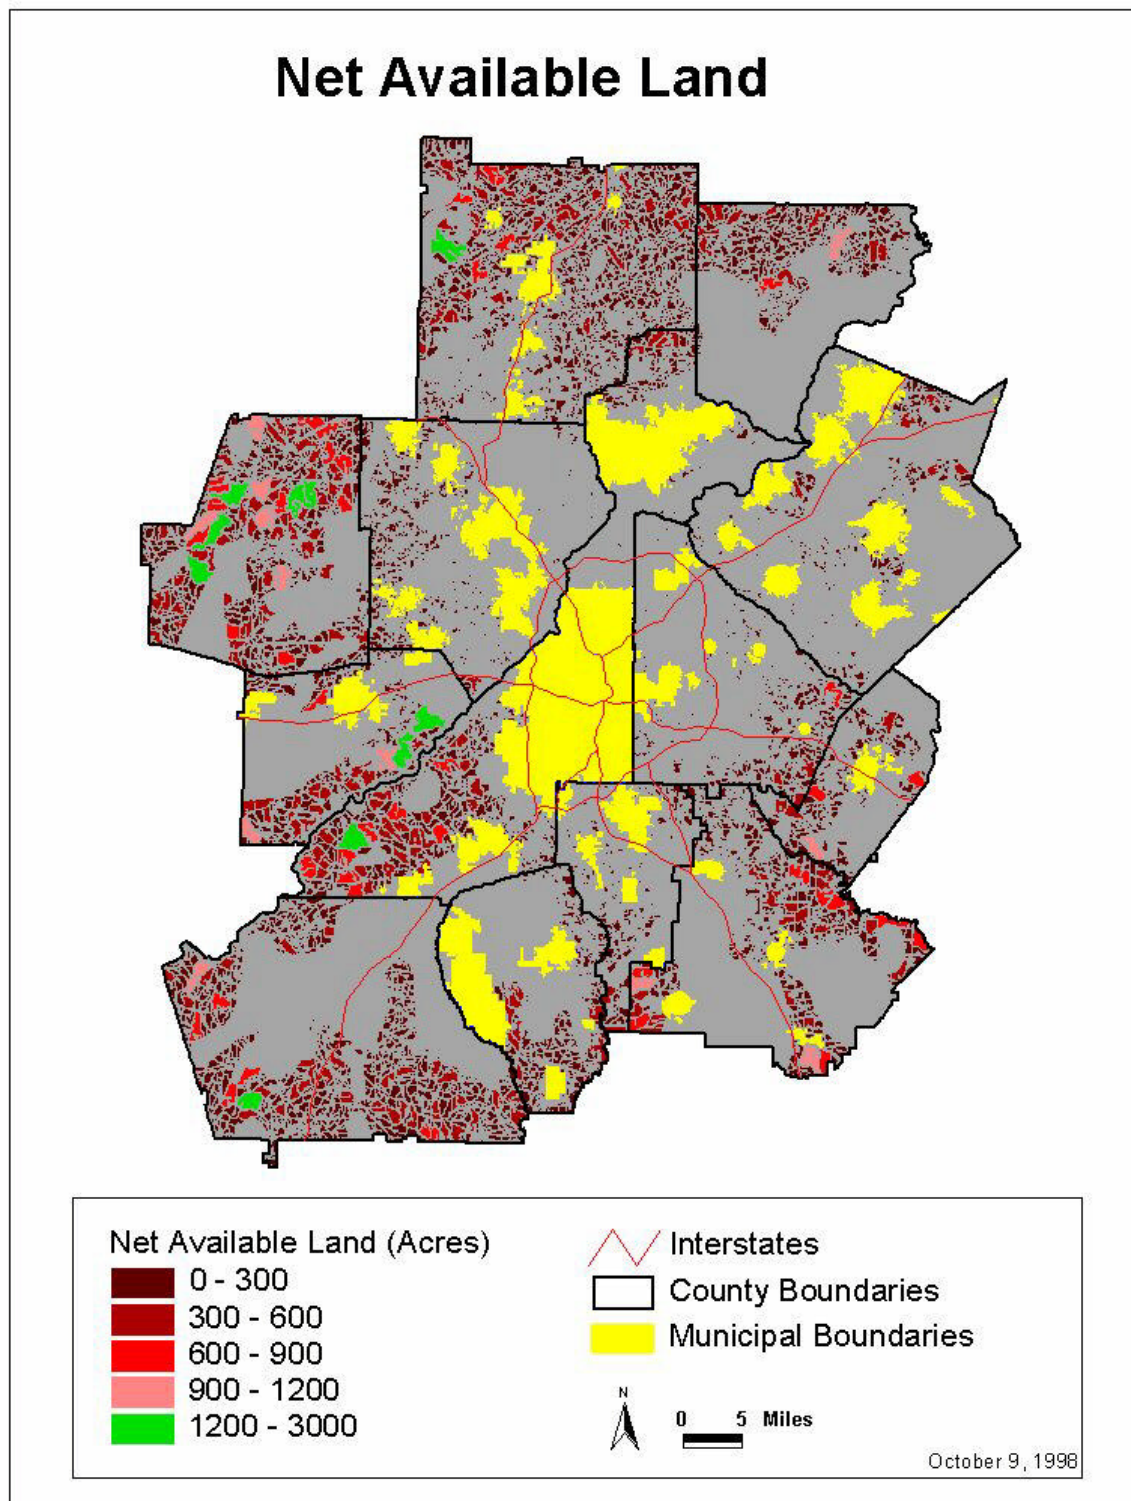 Net Available Land
Net Available Land (Acres)
0 - 300
300 - 600
600 - 900
900 - 1200
1200 - 3000
Interstates
County Boundaries
Municipal Boundaries
N
0 5 Miles
October 9, 1998